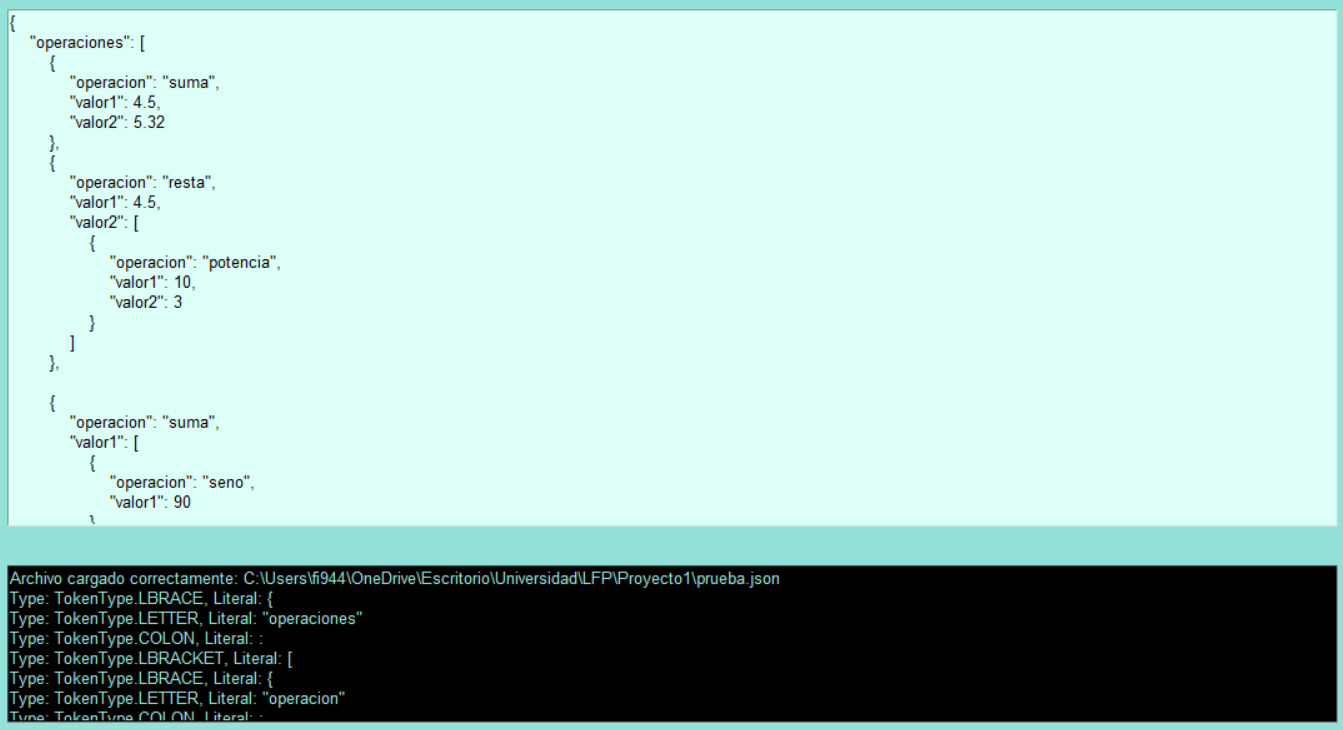 {
"operaciones": [
{
"operacion": "suma",
"valor1": 4.5,
"valor2": 5.32
},
{
"operacion": "resta",
"valor1": 4.5,
"valor2": [
{
"operacion": "potencia",
"valor1": 10,
"valor2": 3
}
]
},
{
"operacion": "suma",
"valor1": [
{
"operacion": "seno",
"valor1": 90
}
Archivo cargado correctamente: C:\Users\fi944\OneDrive\Escritorio\Universidad\LFP\Proyecto1\prueba.json
Type: TokenType.LBRACE, Literal: {
Type: TokenType.LETTER, Literal: "operaciones"
Type: TokenType.COLON, Literal: :
Type: TokenType.LBRACKET, Literal: [
Type: TokenType.LBRACE, Literal: {
Type: TokenType.LETTER, Literal: "operacion"
Type: TokenType.COLON, Literal: :